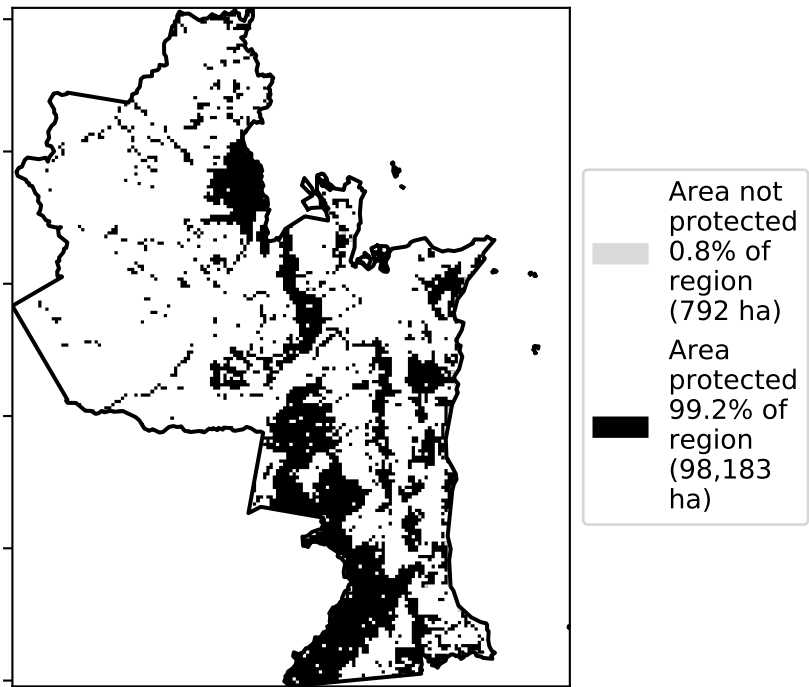 Area not
protected
0.8% of
region
(792 ha)
Area
protected
99.2% of
region
(98,183
ha)